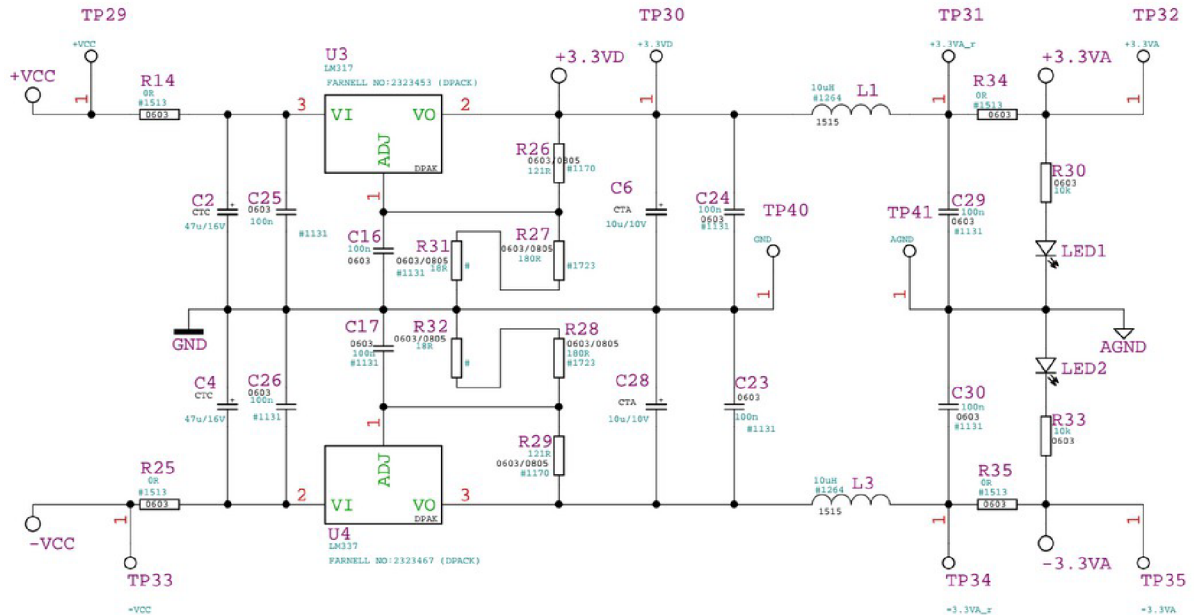 TP29
TP30
TP31
TP32
+VCC
+3.3VD
+3.3VA_r
+3.3VA
U3
LM317
FARNELL NO:2323453 (DPACK)
+3.3VD
+3.3VA
+VCC
R14
0R
#1513
0603
1
3
VI
VO
ADJ
DPAK
2
1
1
10uH
#1264
L1
1515
1
R34
0R
#1513
0603
1
R26
0603/0805
121R
#1170
R30
0603
10k
C2
CTC
47u/16V
C25
0603
100n
#1131
C16
100n
0603
#1131
R31
0603/0805
18R
#
R27
0603/0805
180R
#1723
C6
CTA
10u/10V
C24
100n
0603
#1131
TP40
GND
1
TP41
AGND
1
C29
100n
0603
#1131
LED1
GND
AGND
C17
0603
100n
#1131
R32
0603/0805
18R
#
R28
0603/0805
180R
#1723
LED2
C4
CTC
47u/16V
C26
0603
100n
#1131
C28
CTA
10u/10V
C23
0603
100n
#1131
C30
100n
0603
#1131
R33
10k
0603
1
R29
121R
0603/0805
#1170
R25
0R
#1513
0603
2
VI
VO
ADJ
DPAK
3
10uH
#1264
L3
1515
R35
0R
#1513
0603
-VCC
1
U4
LM337
FARNELL NO:2323467 (DPACK)
1
-3.3VA
1
TP33
-VCC
TP34
-3.3VA_r
TP35
-3.3VA